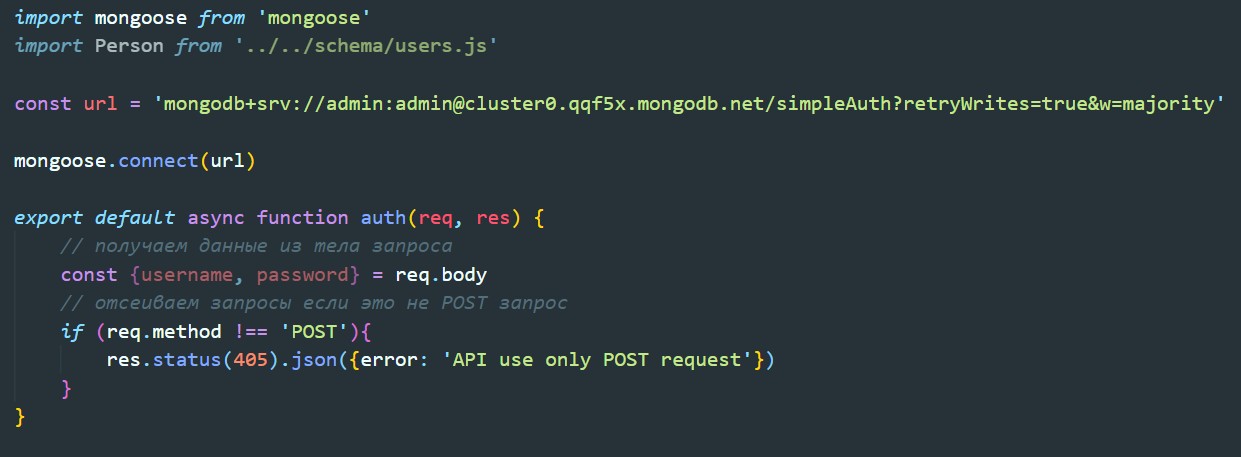 import mongoose from 'mongoose'
import Person from '../../schema/users.js'
const url = 'mongodb+srv://admin:admin@cluster0.qqf5x.mongodb.net/simpleAuth?retryWrites=true&w=majority'
mongoose.connect(url)
export default async function auth(req, res) {
// получаем данные из тела запроса
const {username, password} = req.body
// отсеиваем запросы если это не POST запрос
if (req.method !== 'POST'){
res.status(405).json({error: 'API use only POST request'})
}
}